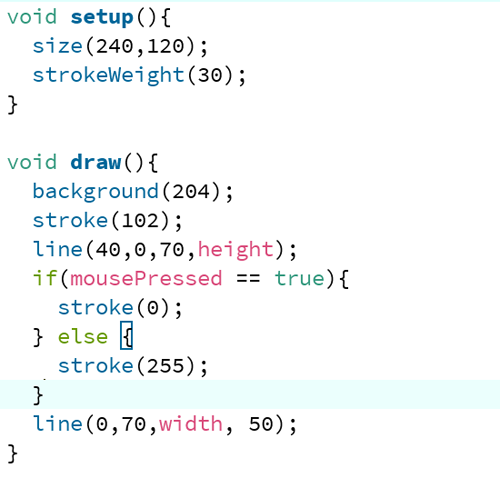 void setup(){
  size(240,120);
  strokeWeight(30);
}

void draw(){
  background(204);
  stroke(102);
  line(40,0,70,height);
  if(mousePressed == true){
    stroke(0);
  } else {
    stroke(255);
  }
  line(0,70,width, 50);
}